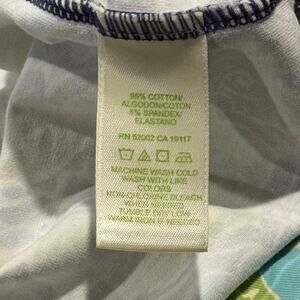 95% COTTON/
ALGODON/COTON
5% SPANDEX/
ELASTANO
RN 52002 CA 19117
MACHINE WASH COLD
WASH WITH LIKE
COLORS
NON-CHLORINE BLEACH
WHEN NEEDED
TUMBLE DRY LOW
WARM IRON IF NEEDED